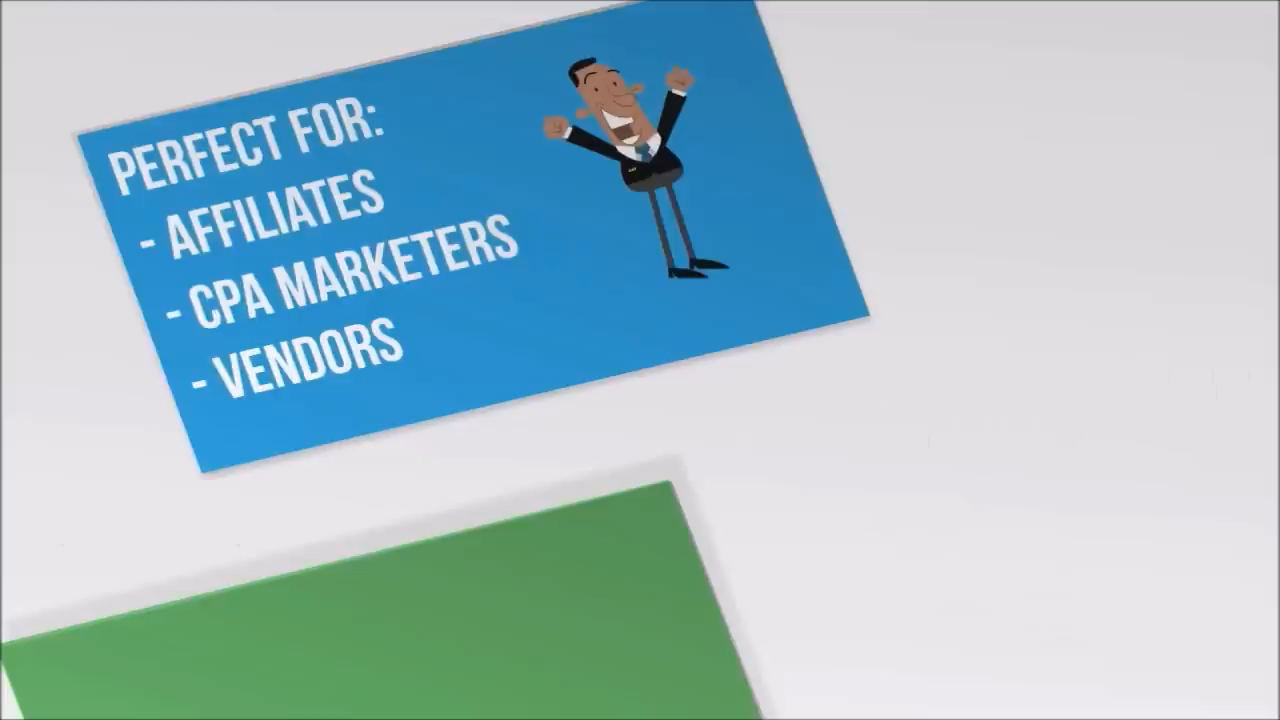 PERFECT FOR:
- AFFILIATES
- CPA MARKETERS
- VENDORS